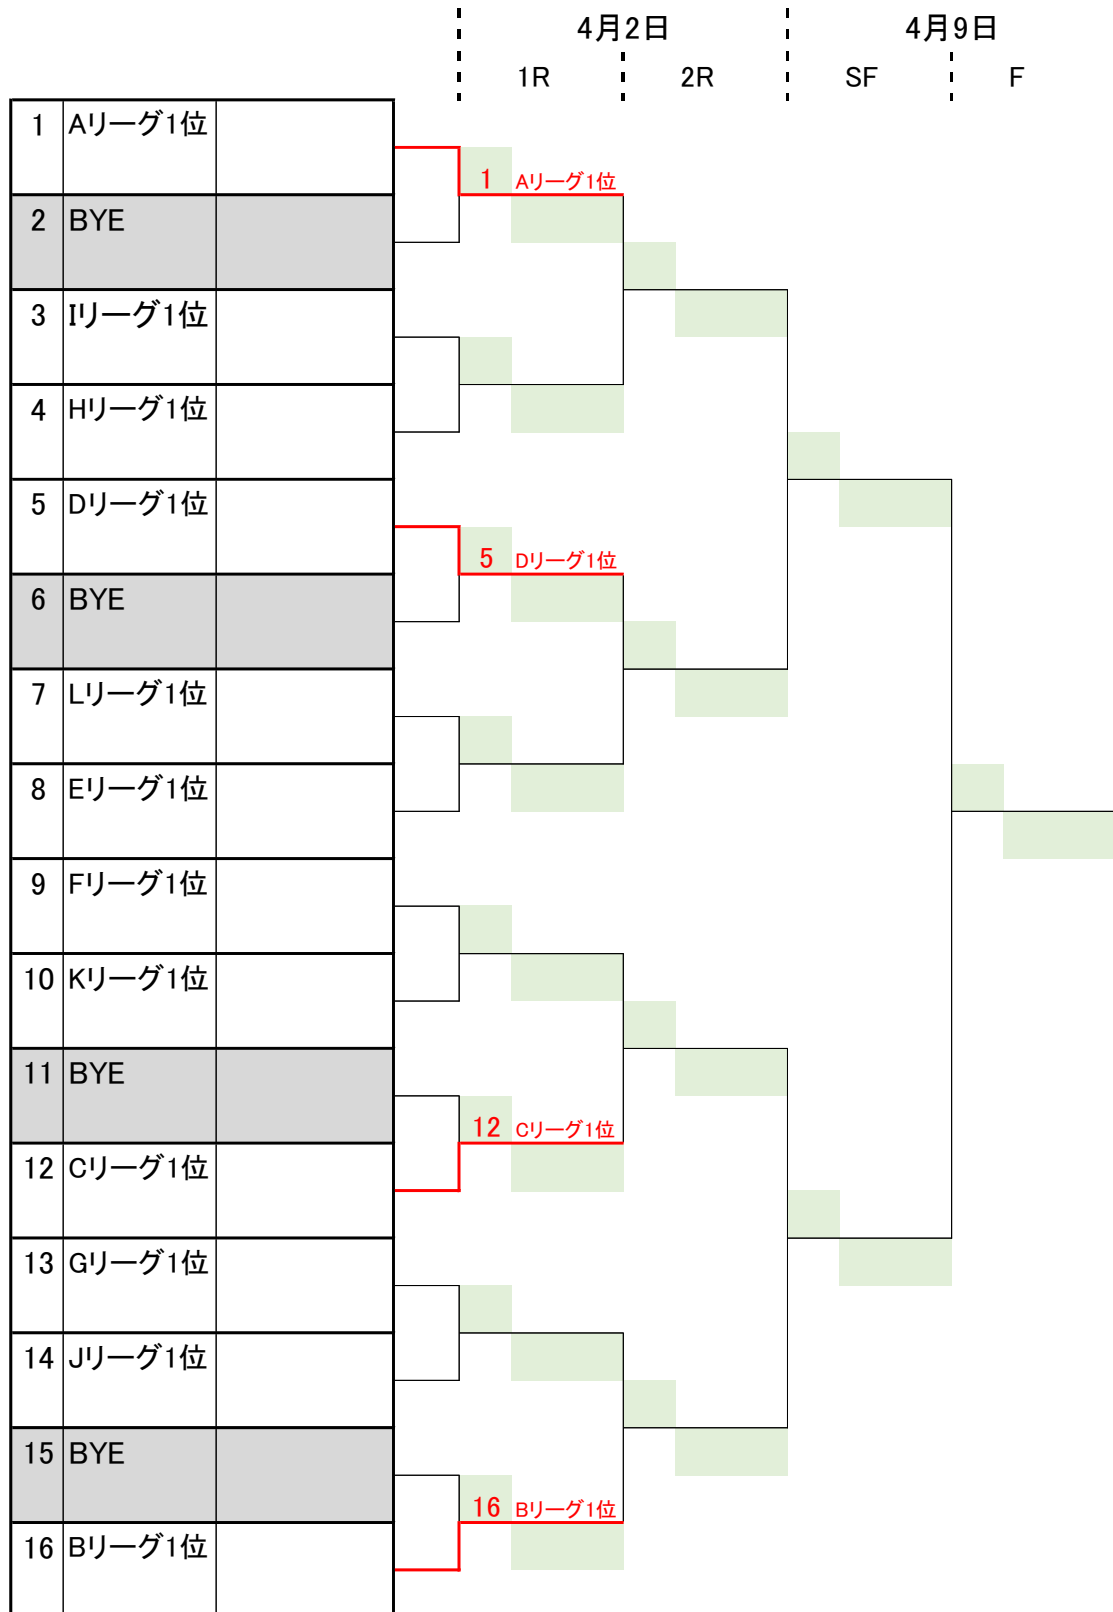 4月2日 4月9日
1R 2R SF F
1 Aリーグ1位
1 Aリーグ1位
2 BYE
3 Iリーグ1位
4 Hリーグ1位
5 Dリーグ1位
5 Dリーグ1位
6 BYE
7 Lリーグ1位
8 Eリーグ1位
9 Fリーグ1位
10 Kリーグ1位
11 BYE
12 Cリーグ1位
12 Cリーグ1位
13 Gリーグ1位
14 Jリーグ1位
15 BYE
16 Bリーグ1位
16 Bリーグ1位